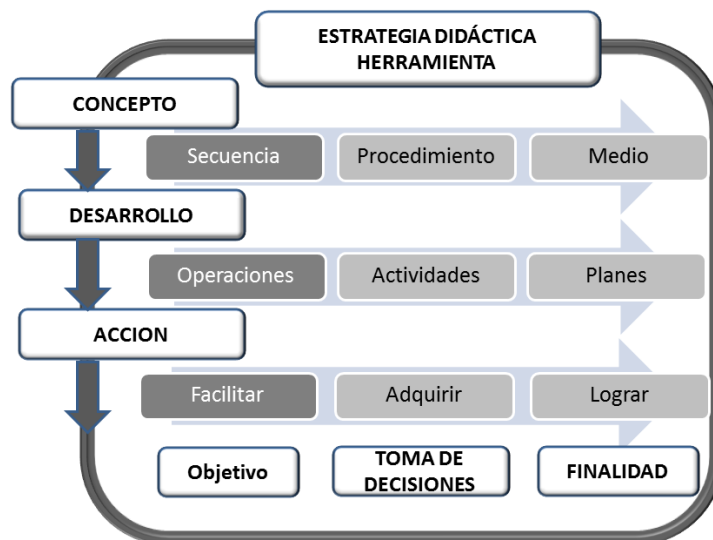 ESTRATEGIA DIDÁCTICA
HERRAMIENTA
CONCEPTO
Secuencia Procedimiento Medio
DESARROLLO
Operaciones Actividades Planes
ACCION
Facilitar Adquirir Lograr
Objetivo
TOMA DE
DECISIONES
FINALIDAD